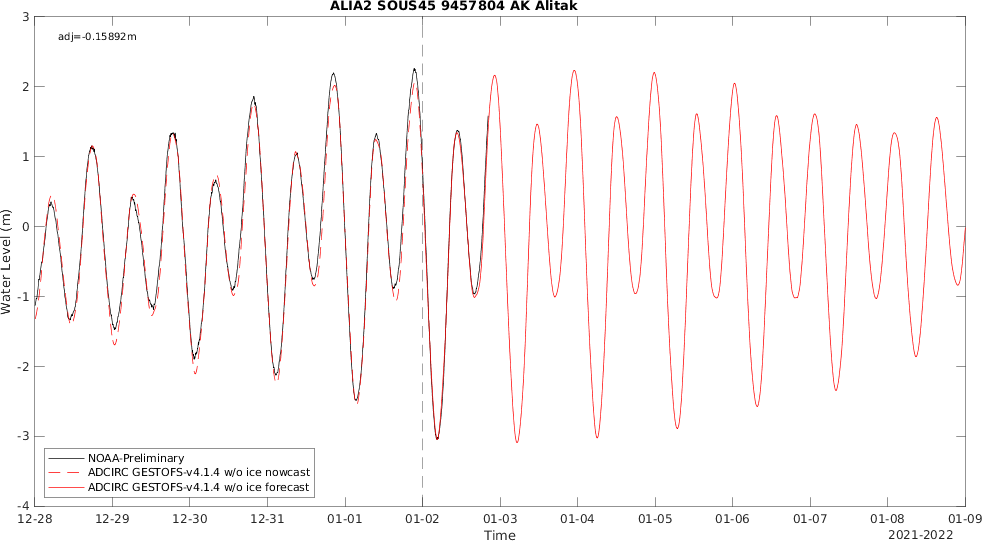 ALIA2 SOUS45 9457804 AK Alitak
adj=-0.15892m
3
2
1
0
-1
-2
-3
-4
Water Level (m)
NOAA-Preliminary
ADCIRC GESTOFS-v4.1.4 w/o ice nowcast
ADCIRC GESTOFS-v4.1.4 w/o ice forecast
12-28 12-29 12-30 12-31 01-01 01-02 01-03 01-04 01-05 01-06 01-07 01-08 01-09
Time
2021-2022